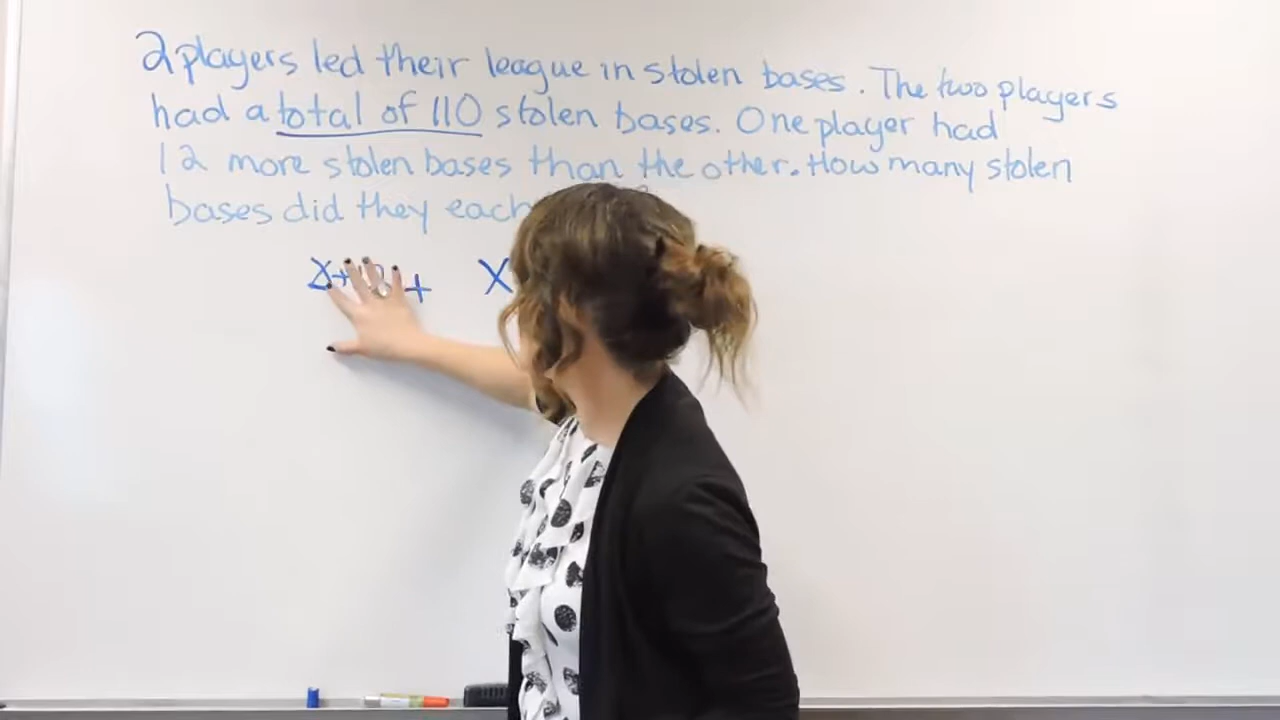 2 players led their league in stolen bases. The two players
had a total of 110 stolen bases. One player had
12 more stolen bases than the other. How many stolen
bases did they each
x+ + X